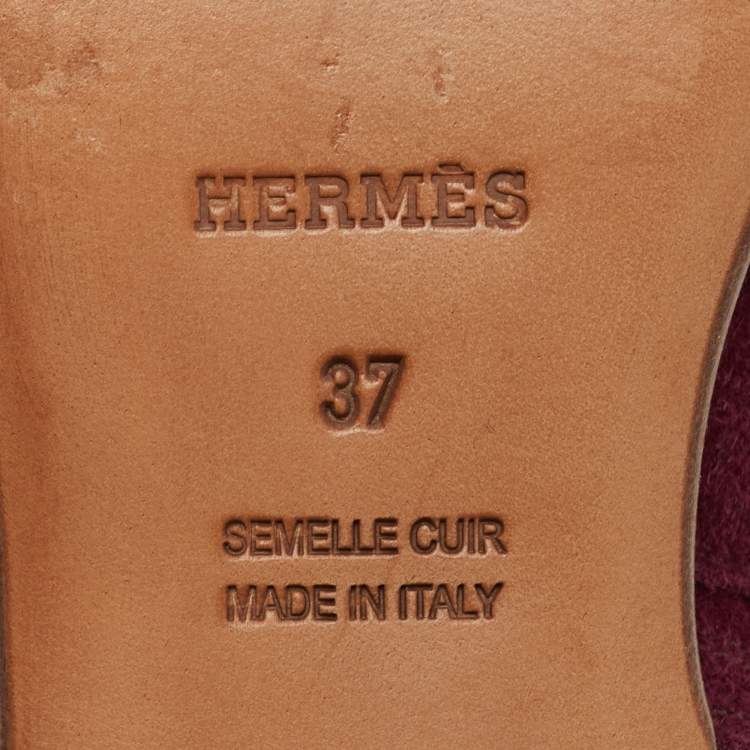 HERMÈS
37
SEMELLE CUIR
MADE IN ITALY